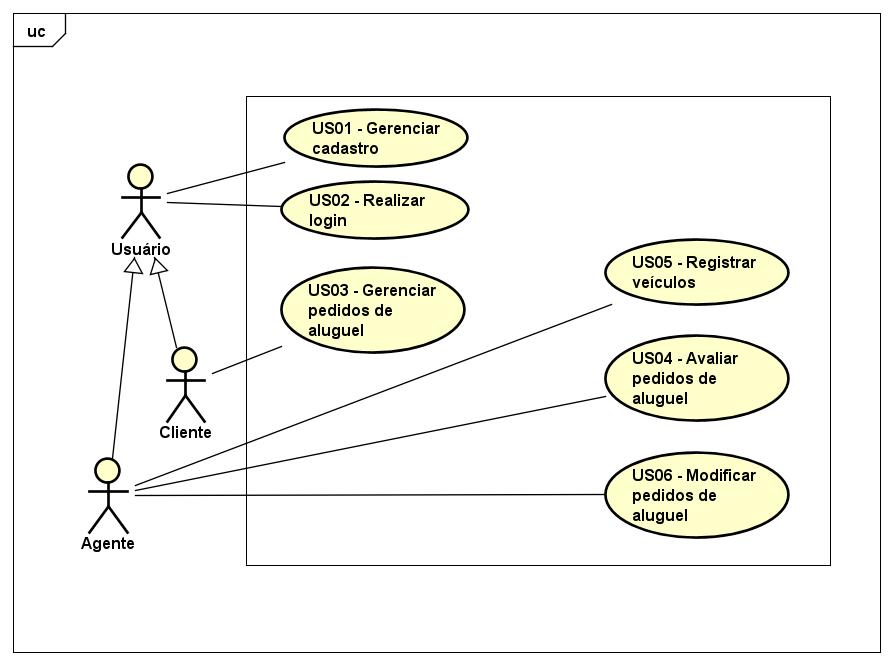 uc
US01 - Gerenciar
cadastro
US02 - Realizar
login
Usuário
US03 - Gerenciar
pedidos de
aluguel
US05 - Registrar
veículos
US04 - Avaliar
pedidos de
aluguel
Cliente
US06 - Modificar
pedidos de
aluguel
Agente